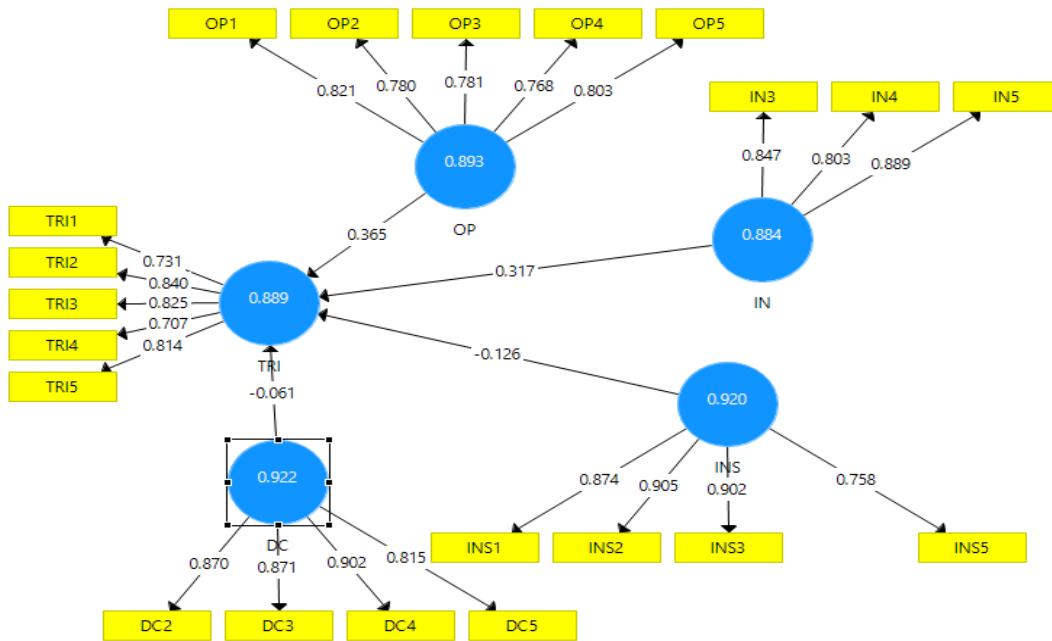 OP1 OP2 OP3 OP4 OP5
0.821 0.780 0.781 0.768 0.803
0.893
OP
IN3 IN4 IN5
0.847 0.803 0.889
0.884
IN
TRI1
TRI2
TRI3
TRI4
TRI5
0.731
0.840
0.825
0.707
0.814
0.889
TRI
0.365
0.317
-0.126
-0.061
0.920
INS
0.874 0.905 0.902 0.758
INS1 INS2 INS3 INS5
0.922
DC
0.870 0.871 0.902 0.815
DC2 DC3 DC4 DC5